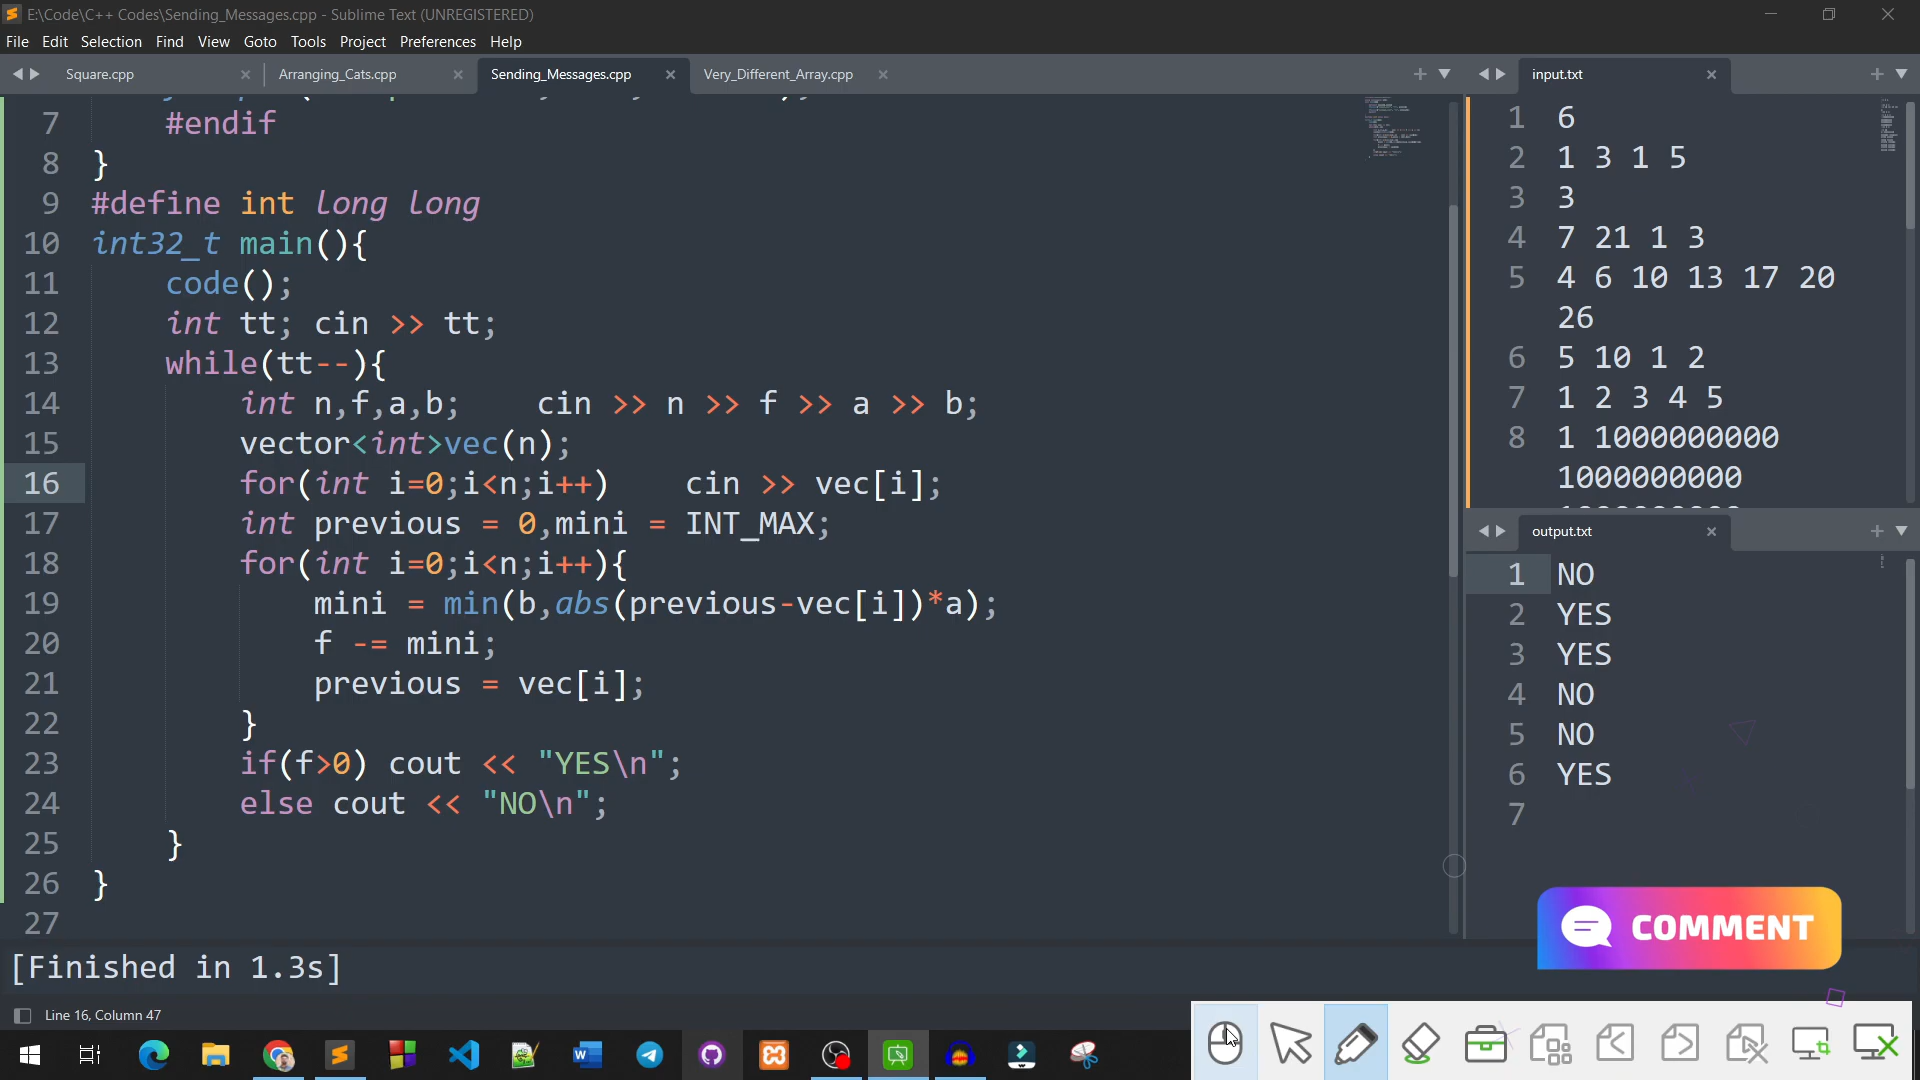 E:\Code\C++ Codes\Sending_Messages.cpp - Sublime Text (UNREGISTERED)
File Edit Selection Find View Goto Tools Project Preferences Help
Square.cpp Arranging_Cats.cpp Sending_Messages.cpp Very_Different_Array.cpp
7 #endif
8 }
9 #define int long long
10 int32_t main(){
11 code();
12 int tt; cin >> tt;
13 while(tt--){
14 int n,f,a,b; cin >> n >> f >> a >> b;
15 vector<int>vec(n);
16 for(int i=0;i<n;i++) cin >> vec[i];
17 int previous = 0,mini = INT_MAX;
18 for(int i=0;i<n;i++){
19 mini = min(b,abs(previous-vec[i])*a);
20 f -= mini;
21 previous = vec[i];
22 }
23 if(f>0) cout << "YES\n";
24 else cout << "NO\n";
25 }
26 }
27
[Finished in 1.3s]
Line 16, Column 47
input.txt
1 6
2 1 3 1 5
3 3
4 7 21 1 3
5 4 6 10 13 17 20
26
6 5 10 1 2
7 1 2 3 4 5
8 1 1000000000
1000000000
output.txt
1 NO
2 YES
3 YES
4 NO
5 NO
6 YES
7
COMMENT